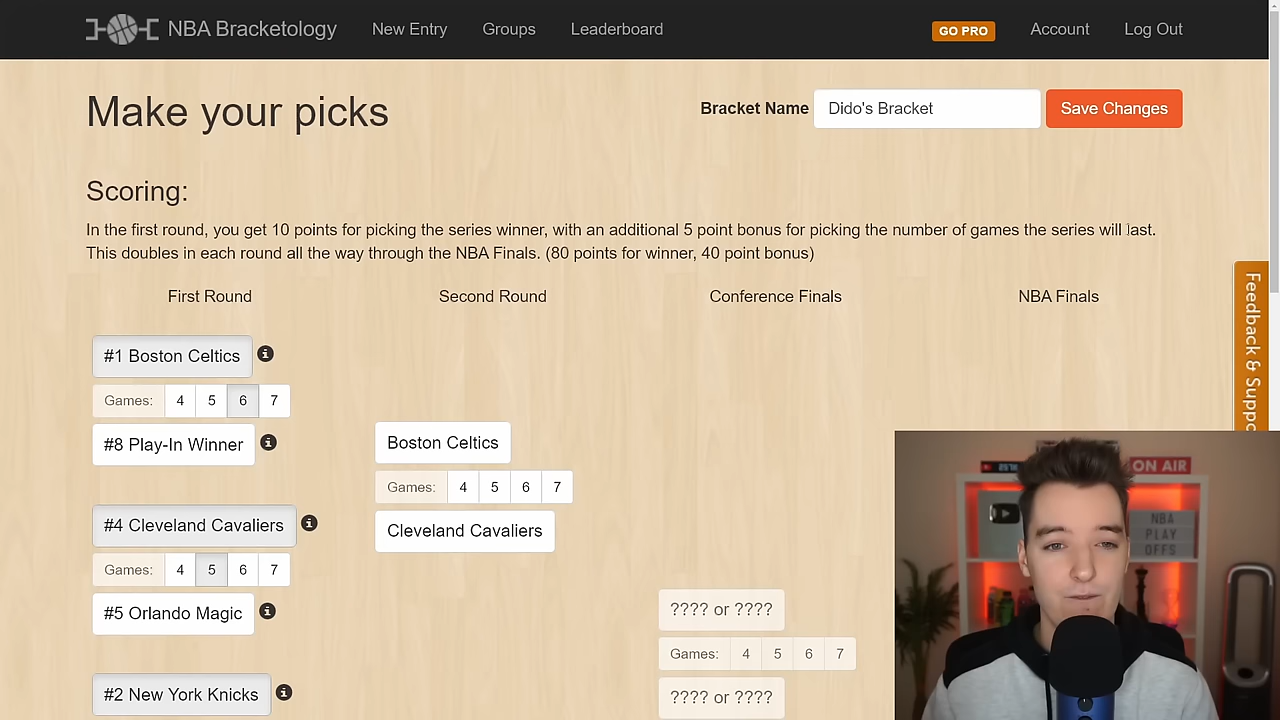 NBA Bracketology New Entry Groups Leaderboard GO PRO Account Log Out
Make your picks
Bracket Name Dido's Bracket Save Changes
Scoring:
In the first round, you get 10 points for picking the series winner, with an additional 5 point bonus for picking the number of games the series will last.
This doubles in each round all the way through the NBA Finals. (80 points for winner, 40 point bonus)
First Round Second Round Conference Finals NBA Finals
#1 Boston Celtics
Games: 4 5 6 7
#8 Play-In Winner
Boston Celtics
Games: 4 5 6 7
Cleveland Cavaliers
#4 Cleveland Cavaliers
Games: 4 5 6 7
#5 Orlando Magic
???? or ????
Games: 4 5 6 7
???? or ????
#2 New York Knicks
Feedback & Suppo
ON AIR
NBA
PLAY
OFFS